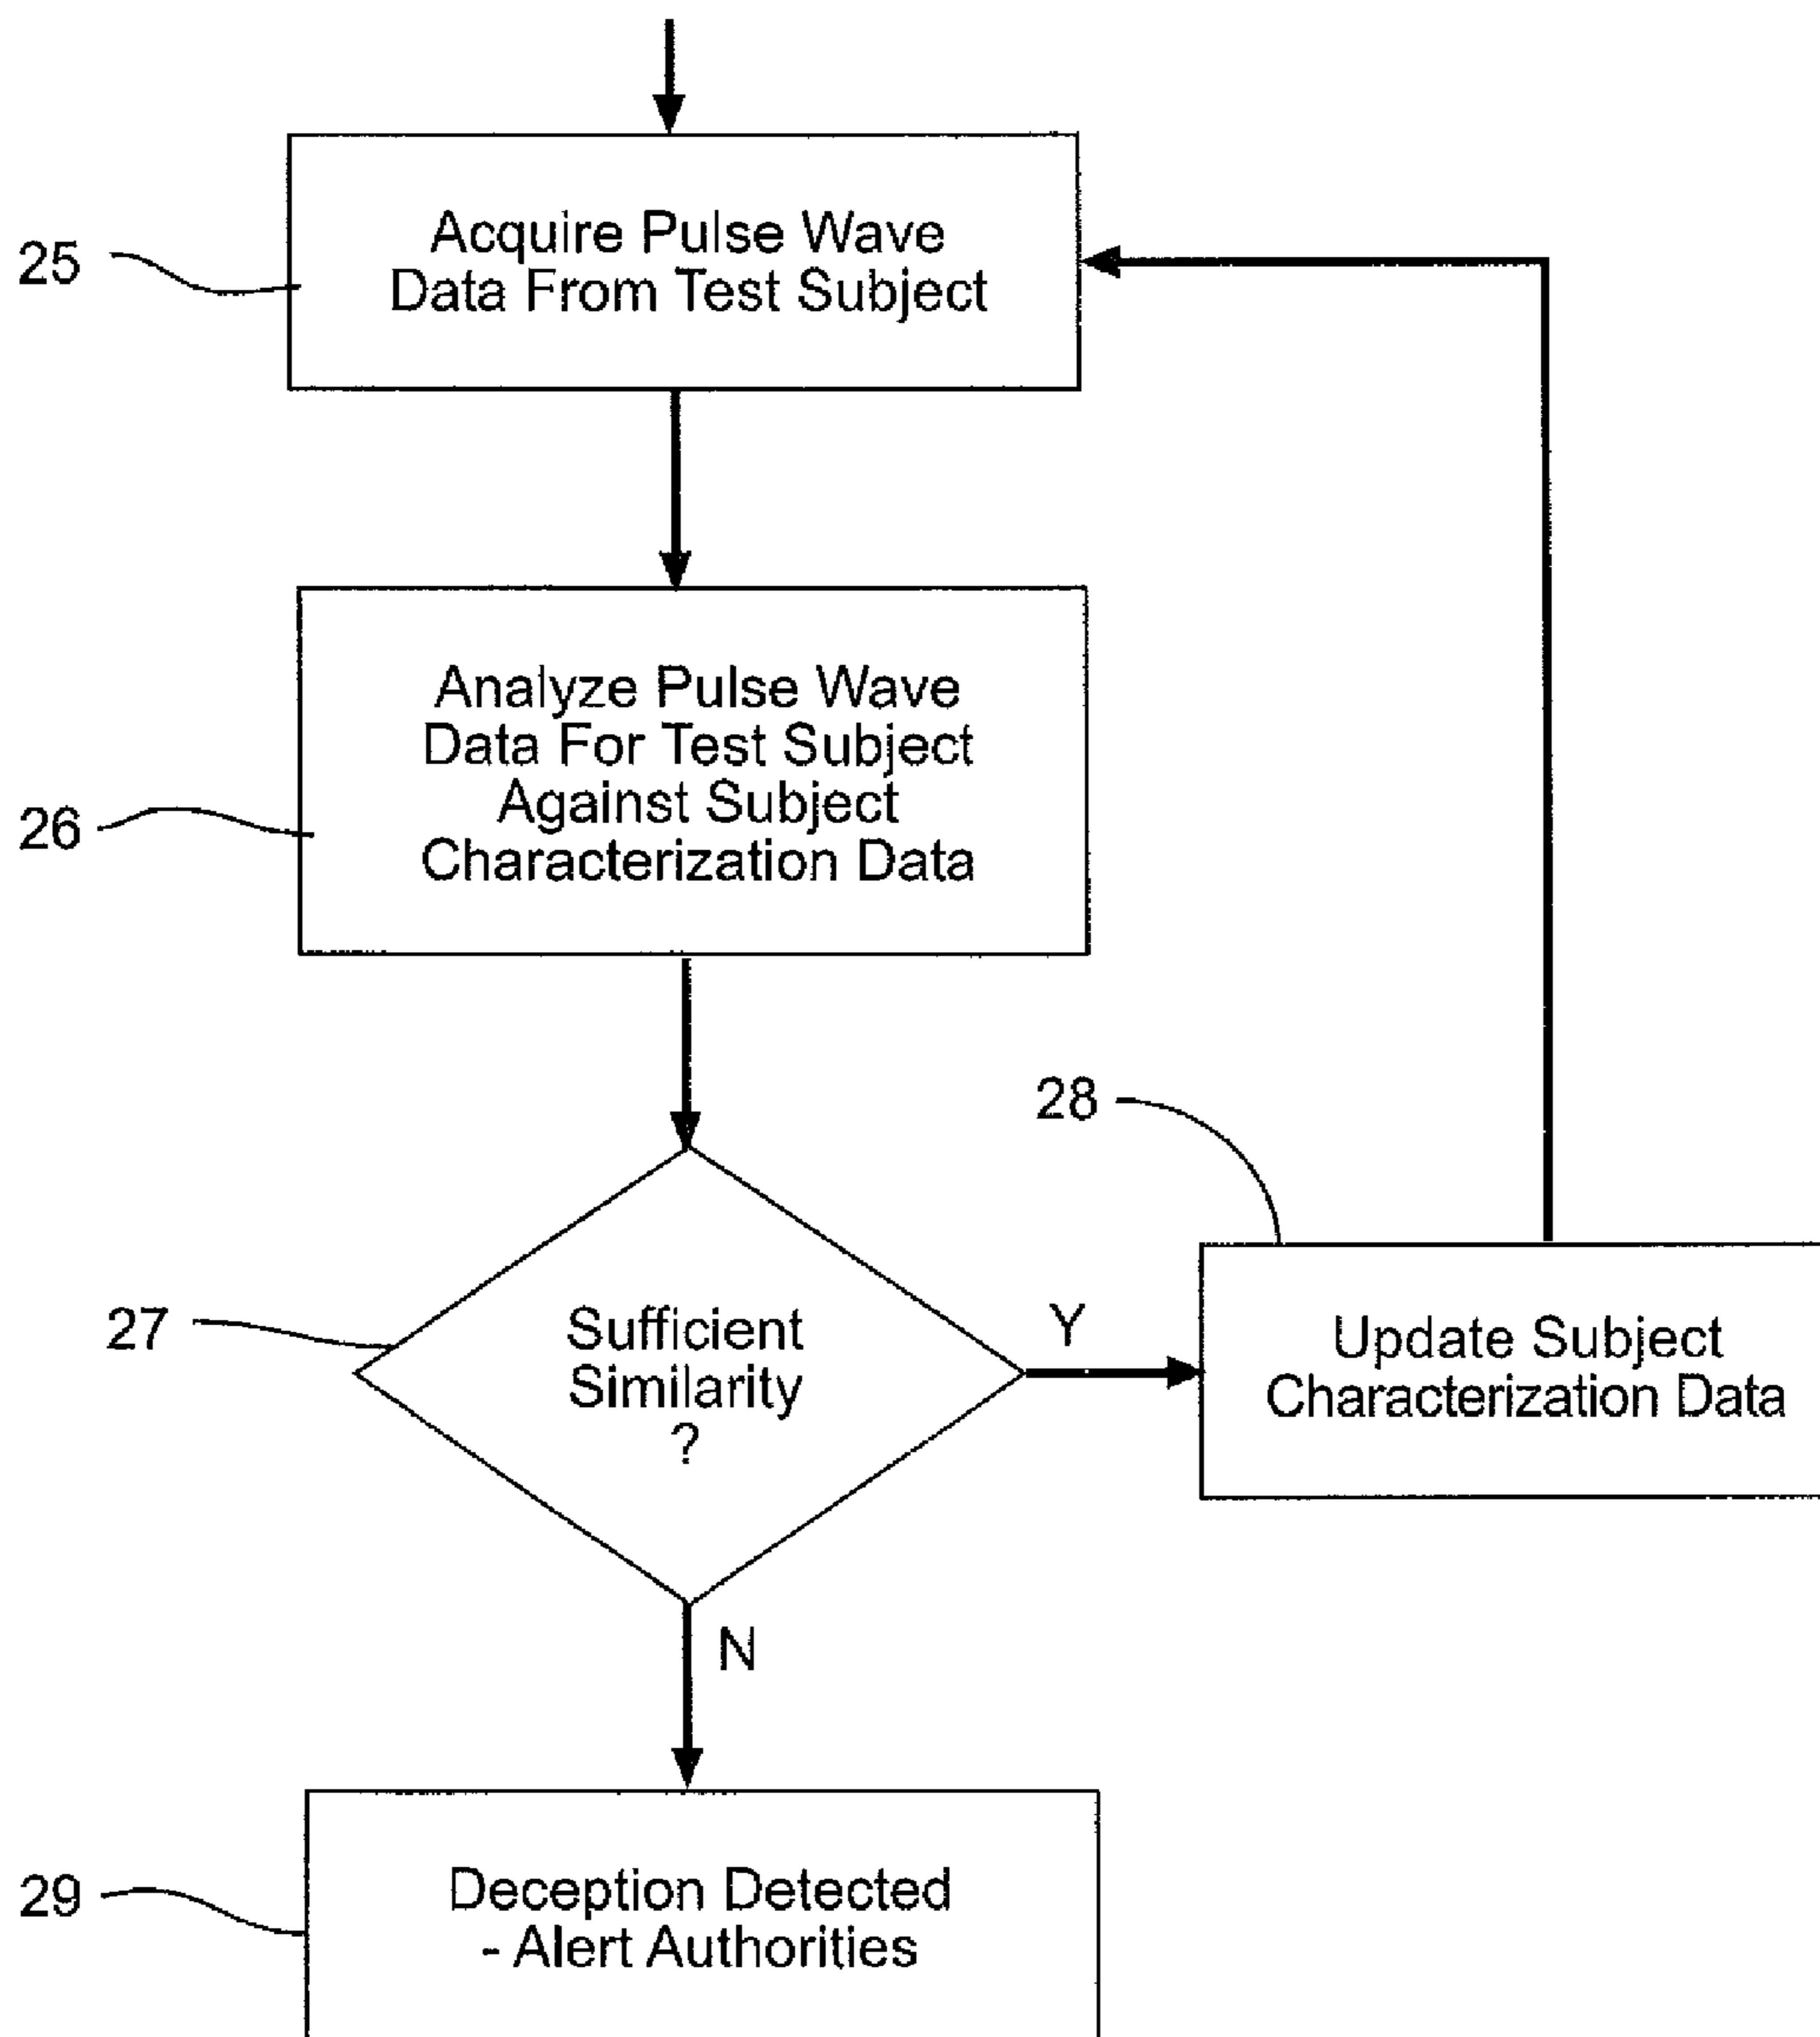 25
Acquire Pulse Wave
Data From Test Subject
26
Analyze Pulse Wave
Data For Test Subject
Against Subject
Characterization Data
27
Sufficient
Similarity
?
Y
28
Update Subject
Characterization Data
N
29
Deception Detected
- Alert Authorities